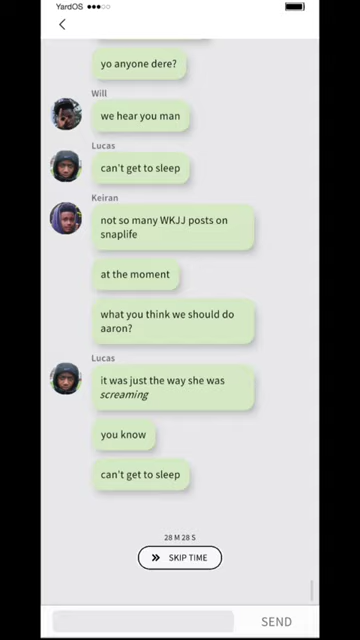 YardOS
yo anyone dere?
Will
we hear you man
Lucas
can't get to sleep
Keiran
not so many WKJJ posts on
snaplife
at the moment
what you think we should do
aaron?
Lucas
it was just the way she was
screaming
you know
can't get to sleep
28 M 28 S
SKIP TIME
SEND